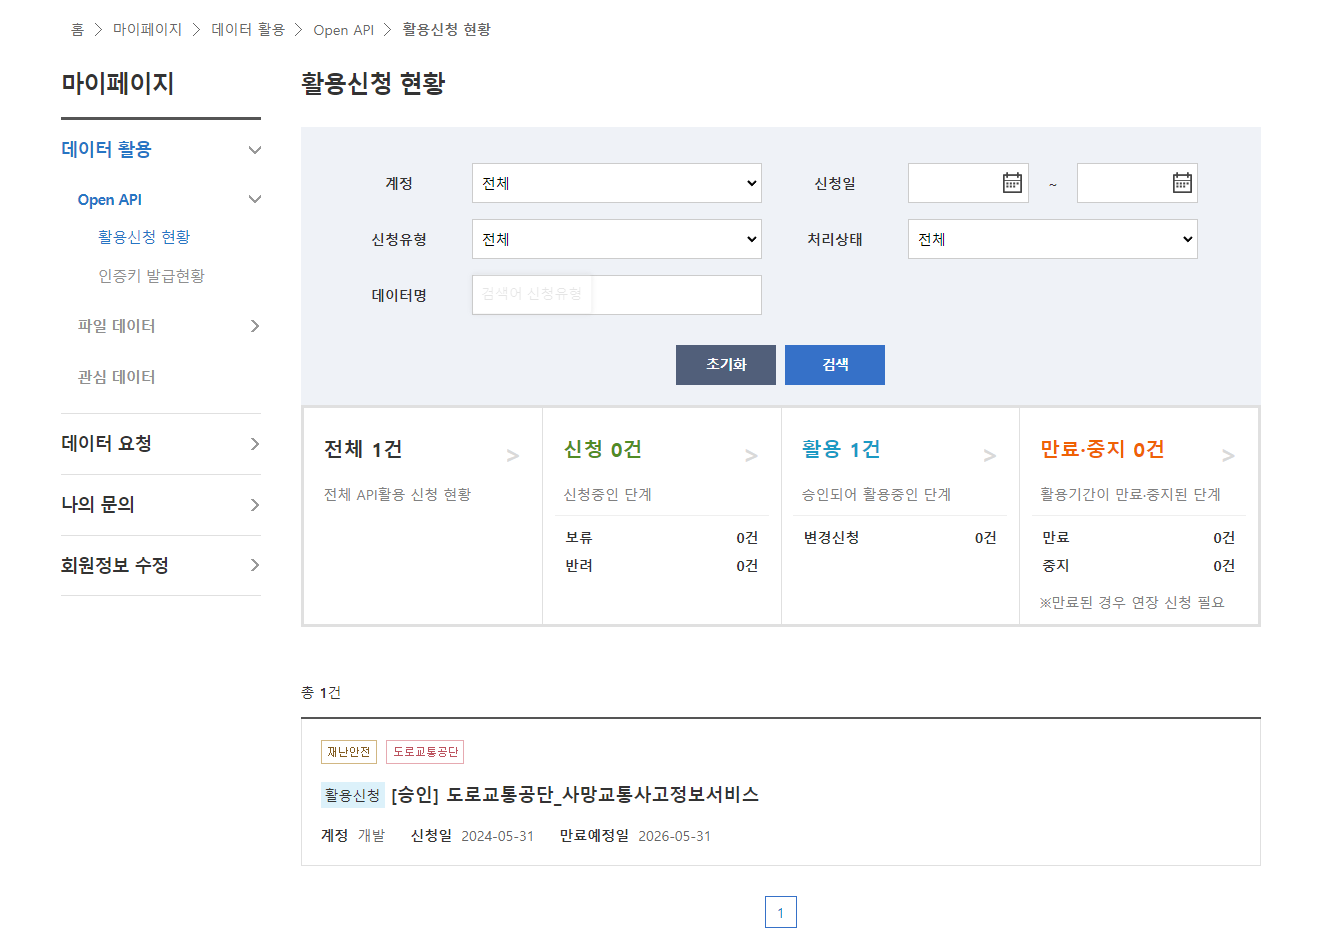 홈 > 마이페이지 > 데이터 활용 > Open API > 활용신청 현황
마이페이지
데이터 활용
Open API
활용신청 현황
인증키 발급현황
파일 데이터
관심 데이터
데이터 요청
나의 문의
회원정보 수정
활용신청 현황
계정 전체 신청일 ~
신청유형 전체 처리상태 전체
데이터명 검색어 신청유형
초기화 검색
전체 1건 >
전체 API활용 신청 현황
신청 0건 >
신청중인 단계
보류 0건
반려 0건
활용 1건 >
승인되어 활용중인 단계
변경신청 0건
만료·중지 0건 >
활용기간이 만료·중지된 단계
만료 0건
중지 0건
※만료된 경우 연장 신청 필요
총 1건
재난안전 도로교통공단
활용신청 [승인] 도로교통공단_사망교통사고정보서비스
계정 개발 신청일 2024-05-31 만료예정일 2026-05-31
1